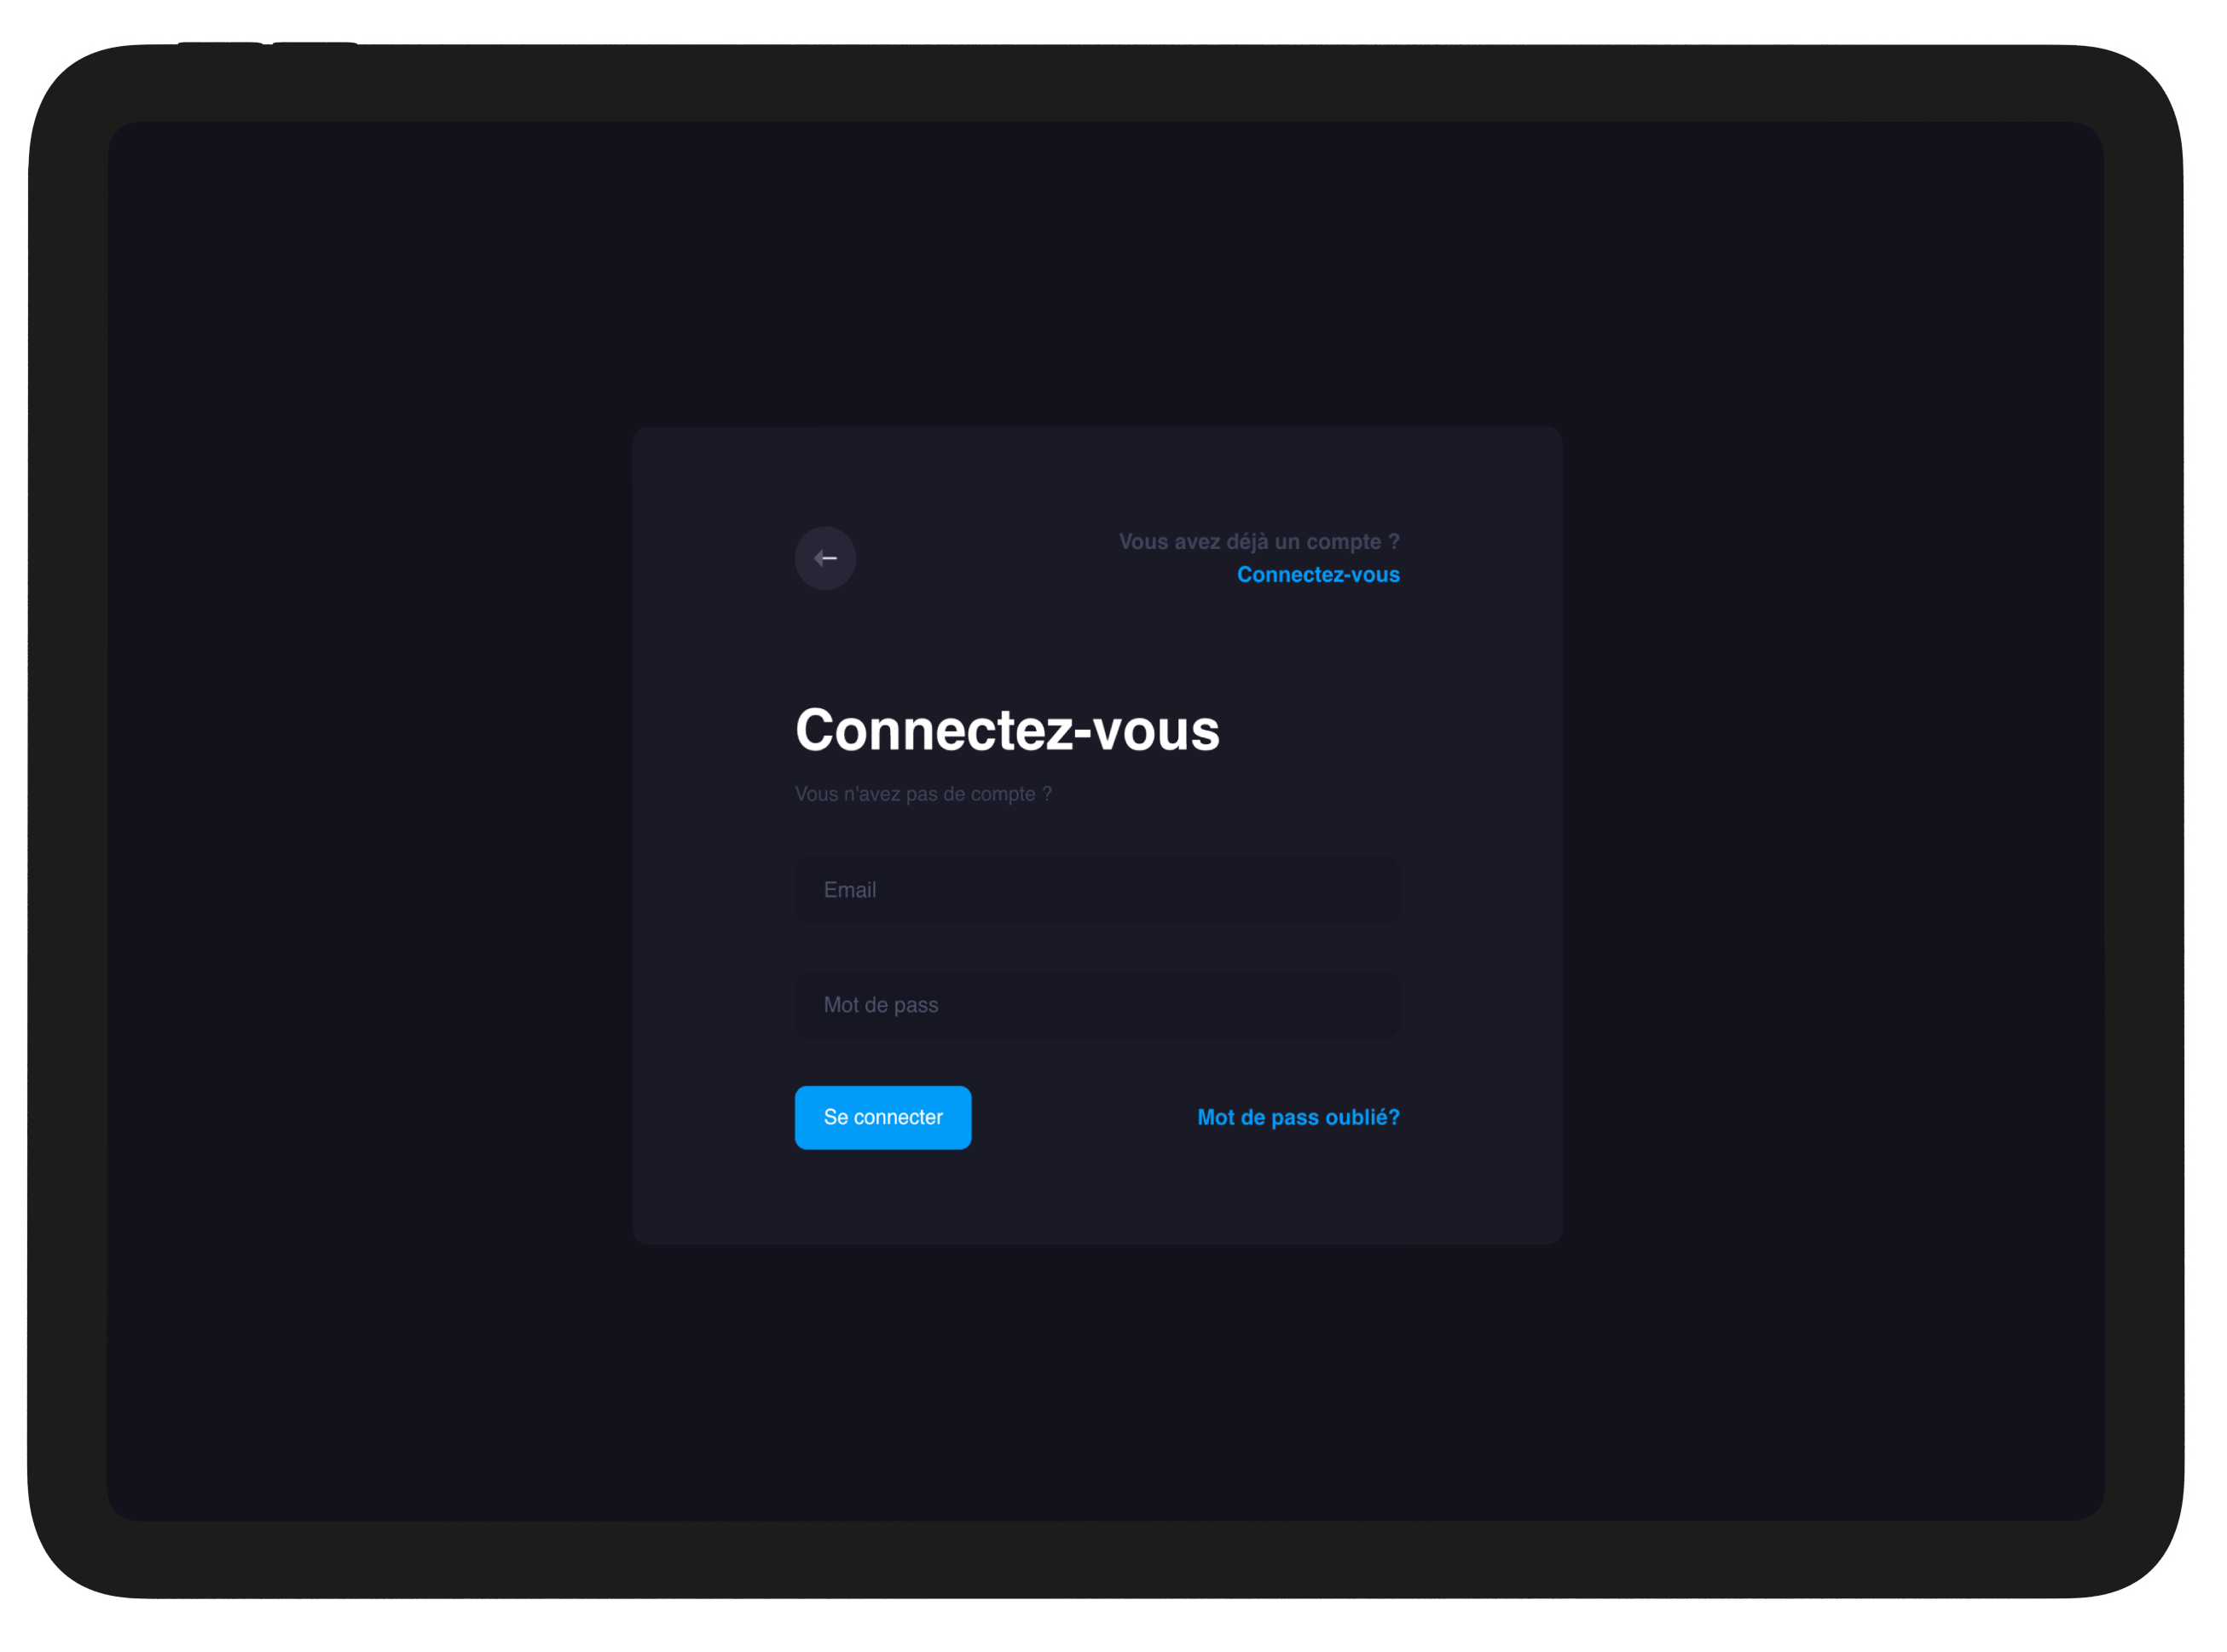 Vous avez déjà un compte ?
Connectez-vous
Connectez-vous
Vous n'avez pas de compte ?
Email
Mot de pass
Se connecter
Mot de pass oublié?